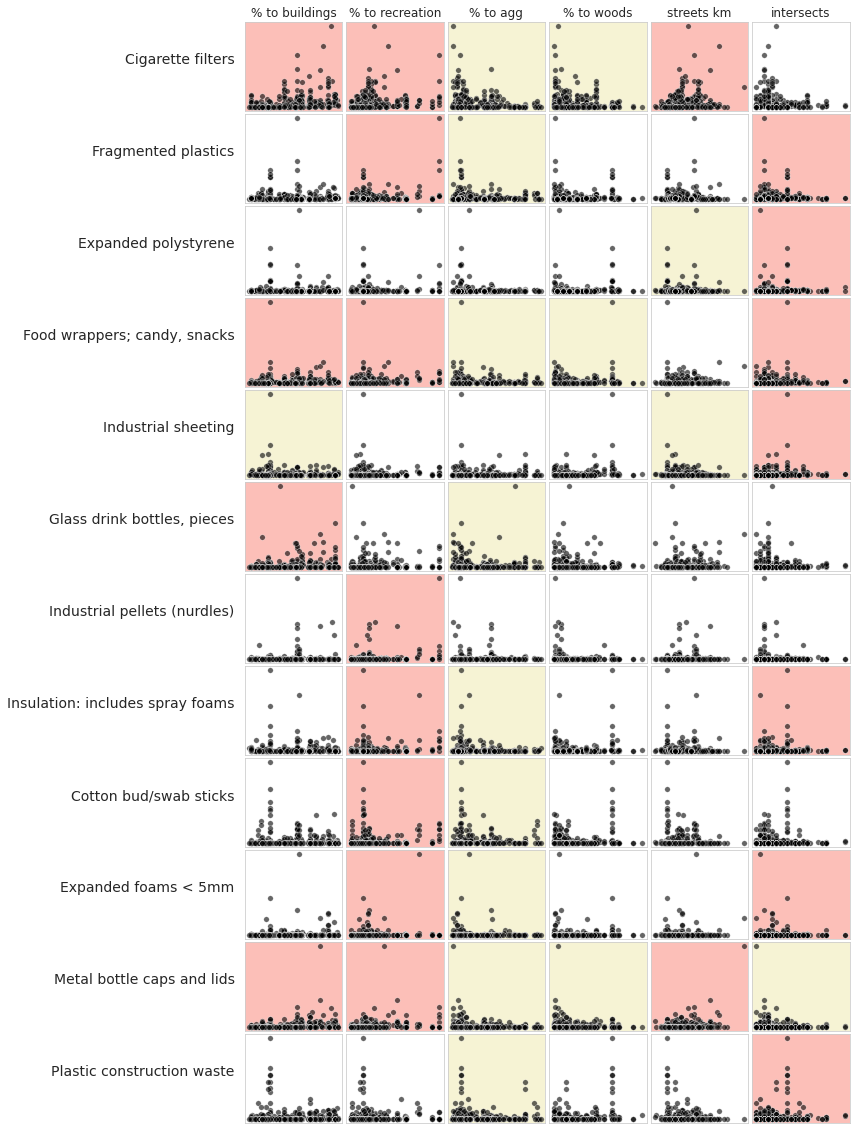 % to buildings % to recreation % to agg % to woods streets km intersects
Cigarette filters
Fragmented plastics
Expanded polystyrene
Food wrappers; candy, snacks
Industrial sheeting
Glass drink bottles, pieces
Industrial pellets (nurdles)
Insulation: includes spray foams
Cotton bud/swab sticks
Expanded foams < 5mm
Metal bottle caps and lids
Plastic construction waste